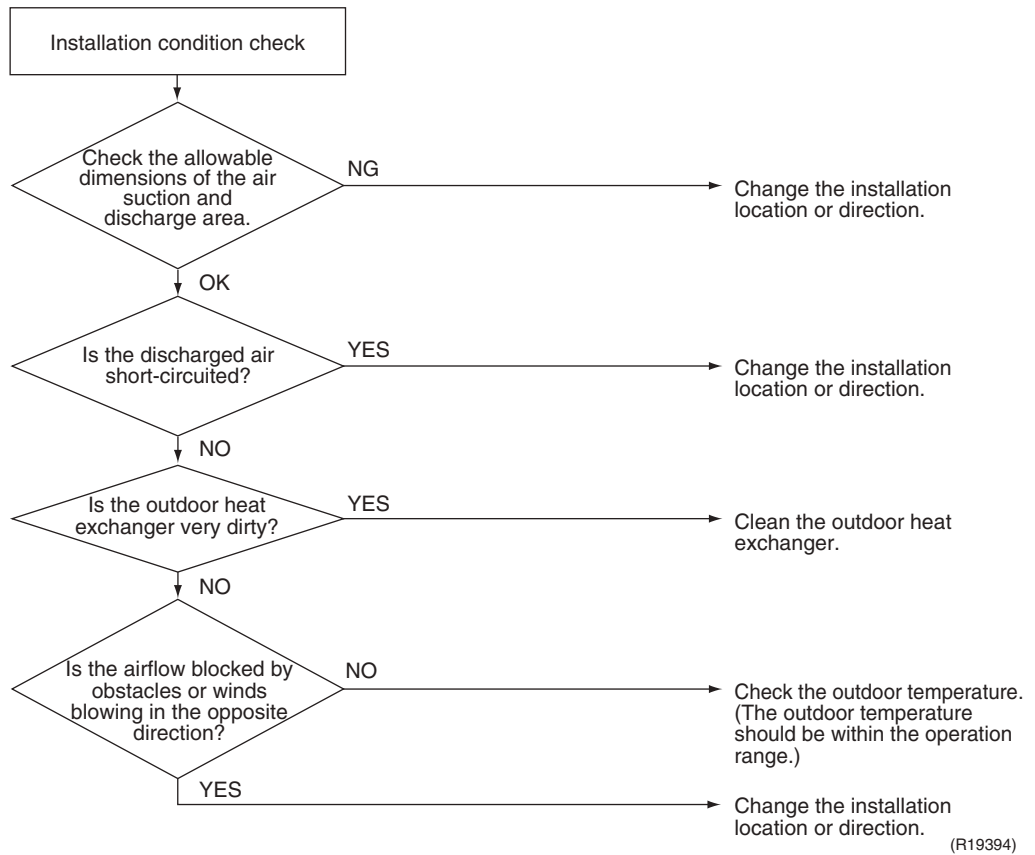 Installation condition check
Check the allowable
dimensions of the air
suction and
discharge area.
NG
Change the installation
location or direction.
OK
Is the discharged air
short-circuited?
YES
Change the installation
location or direction.
NO
Is the outdoor heat
exchanger very dirty?
YES
Clean the outdoor heat
exchanger.
NO
Is the airflow blocked by
obstacles or winds
blowing in the opposite
direction?
NO
Check the outdoor temperature.
(The outdoor temperature
should be within the operation
range.)
YES
Change the installation
location or direction.
(R19394)